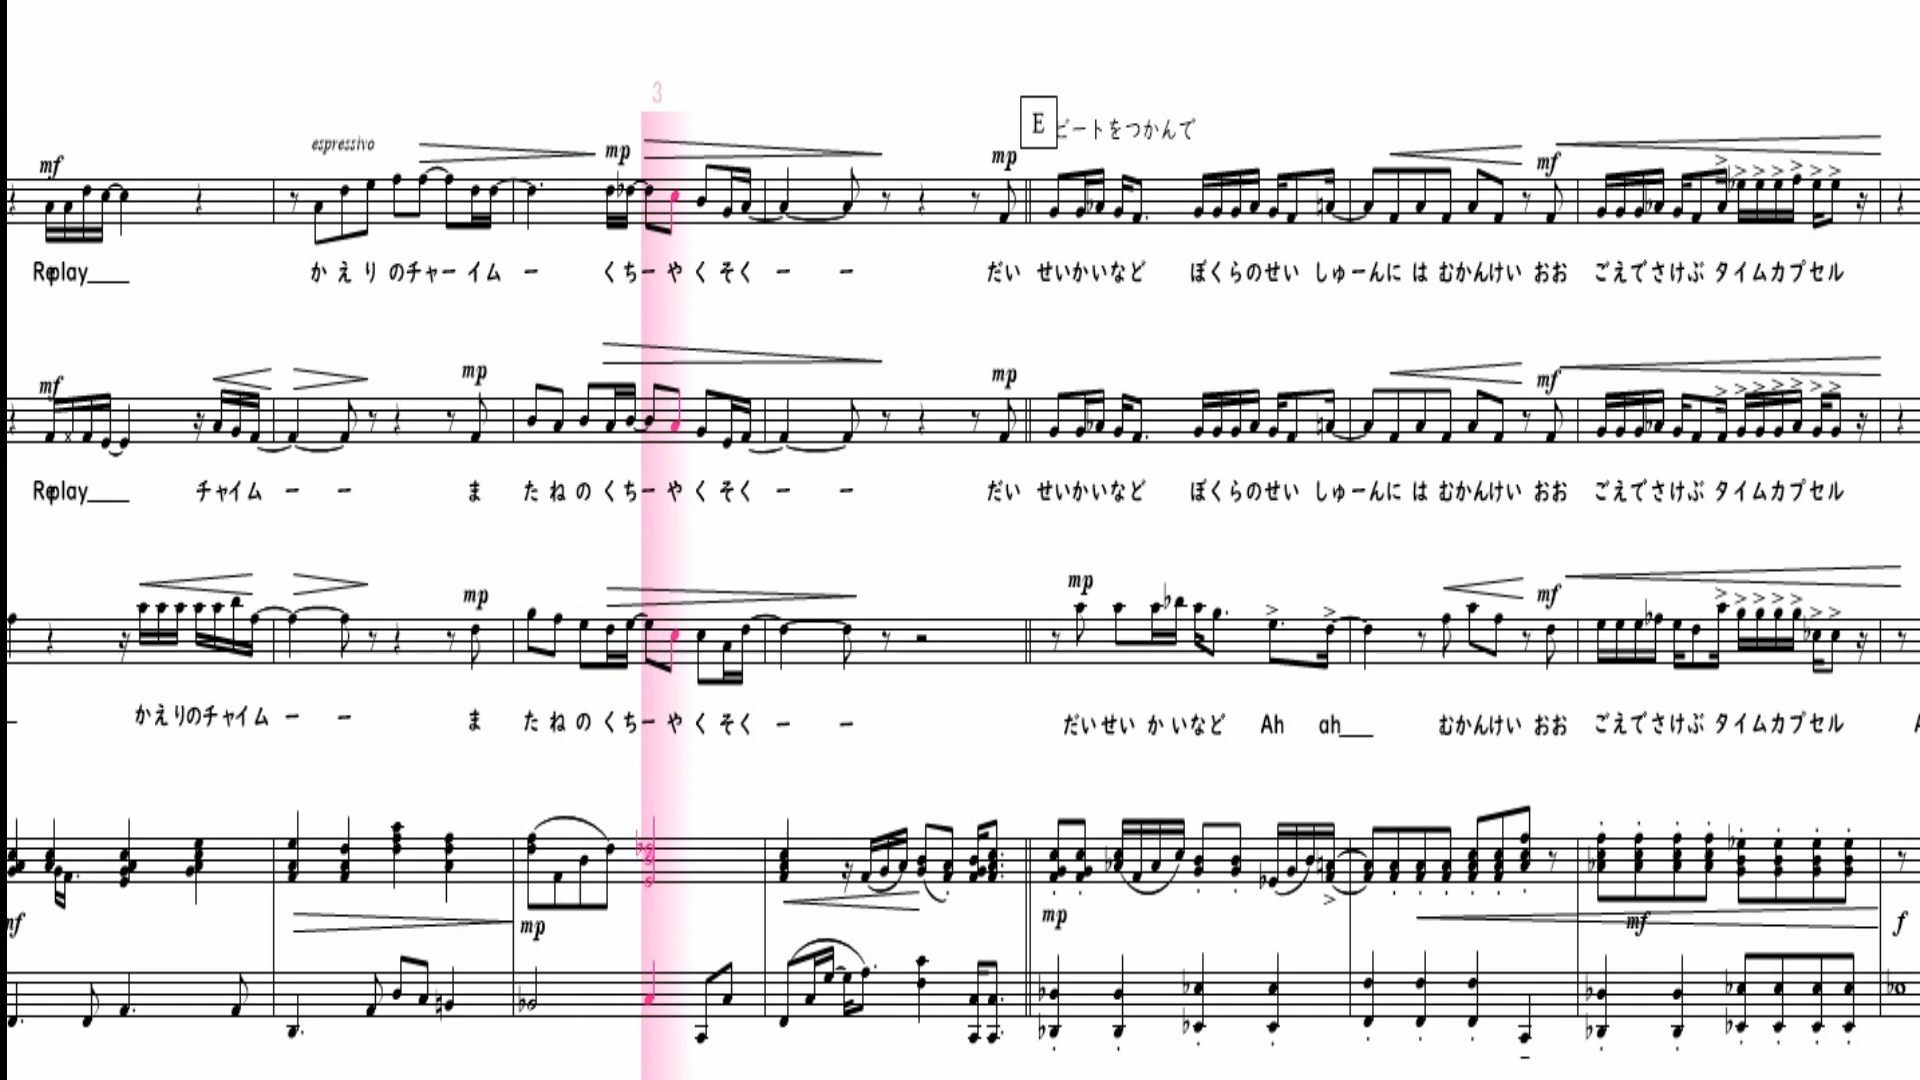 3
E ビートをつかんで
espressivo
mf mp mp mf
Replay___ かえりのチャーイム ー くちーやくそく ー ー だい せいかいなど ぼくらのせい しゅーんに は むかんけい おお ごえでさけぶ タイムカプセル
mf mp mp mf
Replay___ チャイム ー ー ま たねのくちーやくそく ー ー だい せいかいなど ぼくらのせい しゅーんに は むかんけい おお ごえでさけぶ タイムカプセル
mp mp mf
かえりのチャイム ー ー ま たねのくちーやくそく ー ー だいせい かいなど Ah ah___ むかんけい おお ごえでさけぶ タイムカプセル
mf mp mp mf f